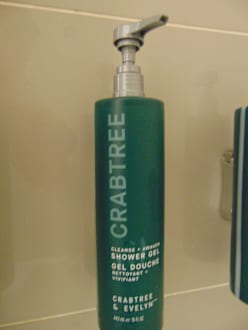 CRABTREE
CLEANSE + AWAKEN
SHOWER GEL
GEL DOUCHE
NETTOYANT +
VIVIFIANT
CRABTREE
& EVELYN